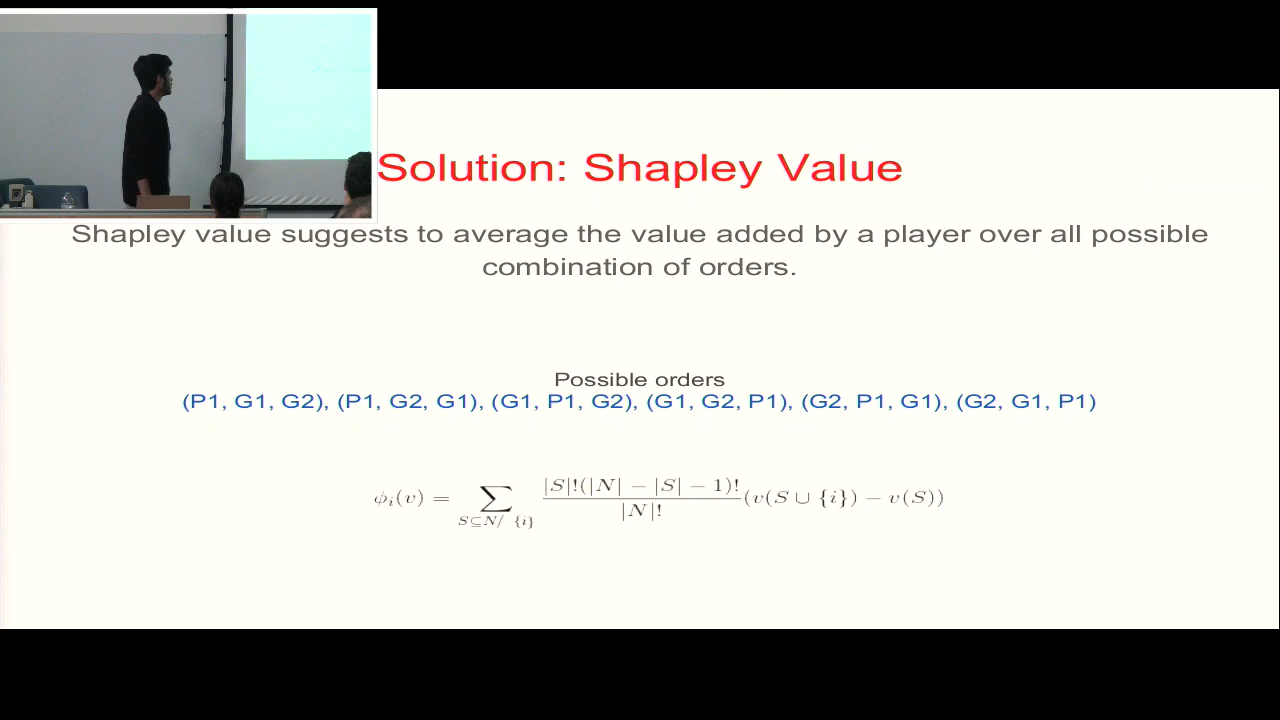 Solution: Shapley Value
Shapley value suggests to average the value added by a player over all possible
combination of orders.
Possible orders
(P1, G1, G2), (P1, G2, G1), (G1, P1, G2), (G1, G2, P1), (G2, P1, G1), (G2, G1, P1)
ϕᵢ(v) = ∑_{S⊆N/ {i}} |S|!(|N| − |S| − 1)! / |N|! (v(S ∪ {i}) − v(S))